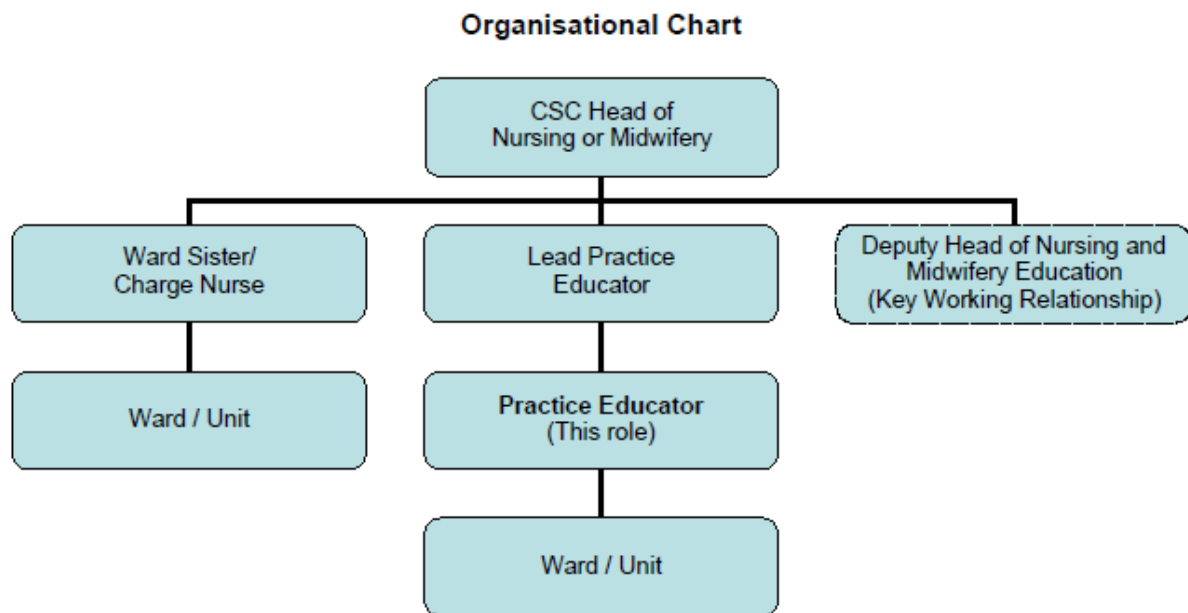 Organisational Chart
CSC Head of
Nursing or Midwifery
Ward Sister/
Charge Nurse
Lead Practice
Educator
Deputy Head of Nursing and
Midwifery Education
(Key Working Relationship)
Ward / Unit
Practice Educator
(This role)
Ward / Unit